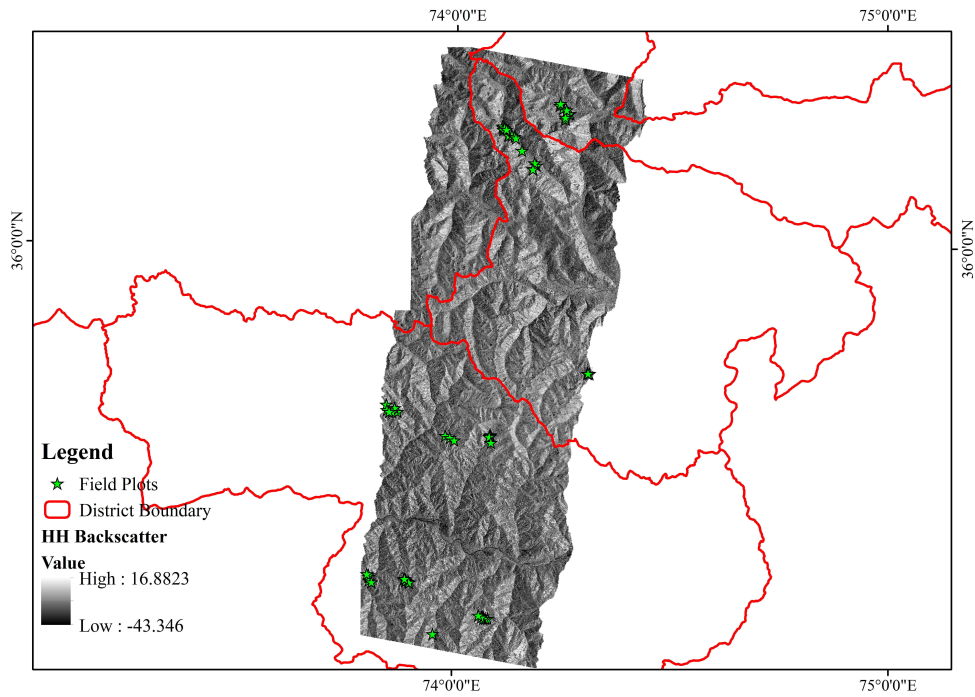 74°0'0"E 75°0'0"E
36°0'0"N 36°0'0"N
Legend
Field Plots
District Boundary
HH Backscatter
Value
High : 16.8823
Low : -43.346
74°0'0"E 75°0'0"E